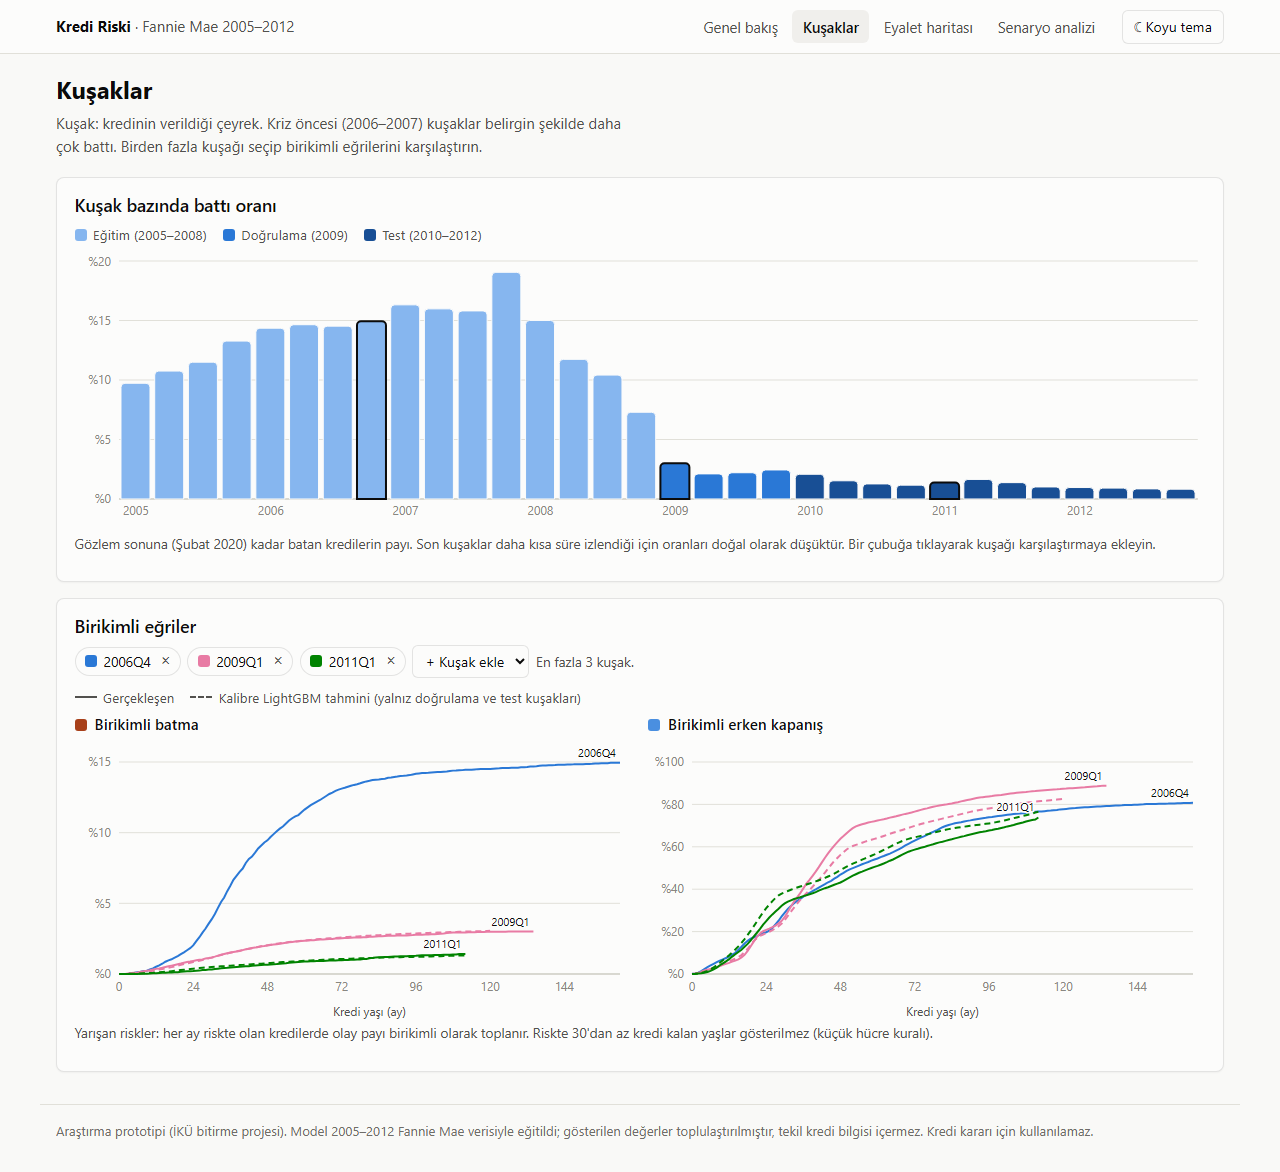 Kredi Riski · Fannie Mae 2005–2012
Genel bakış
Kuşaklar
Eyalet haritası
Senaryo analizi
☾ Koyu tema
Kuşaklar
Kuşak: kredinin verildiği çeyrek. Kriz öncesi (2006–2007) kuşaklar belirgin şekilde daha
çok battı. Birden fazla kuşağı seçip birikimli eğrilerini karşılaştırın.
Kuşak bazında battı oranı
Eğitim (2005–2008)
Doğrulama (2009)
Test (2010–2012)
%20
%15
%10
%5
%0
2005
2006
2007
2008
2009
2010
2011
2012
Gözlem sonuna (Şubat 2020) kadar batan kredilerin payı. Son kuşaklar daha kısa süre izlendiği için oranları doğal olarak düşüktür. Bir çubuğa tıklayarak kuşağı karşılaştırmaya ekleyin.
Birikimli eğriler
2006Q4 ×
2009Q1 ×
2011Q1 ×
+ Kuşak ekle
En fazla 3 kuşak.
Gerçekleşen
Kalibre LightGBM tahmini (yalnız doğrulama ve test kuşakları)
Birikimli batma
%15
%10
%5
%0
2006Q4
2009Q1
2011Q1
0
24
48
72
96
120
144
Kredi yaşı (ay)
Birikimli erken kapanış
%100
%80
%60
%40
%20
%0
2009Q1
2006Q4
2011Q1
0
24
48
72
96
120
144
Kredi yaşı (ay)
Yarışan riskler: her ay riskte olan kredilerde olay payı birikimli olarak toplanır. Riskte 30'dan az kredi kalan yaşlar gösterilmez (küçük hücre kuralı).
Araştırma prototipi (İKÜ bitirme projesi). Model 2005–2012 Fannie Mae verisiyle eğitildi; gösterilen değerler toplulaştırılmıştır, tekil kredi bilgisi içermez. Kredi kararı için kullanılamaz.